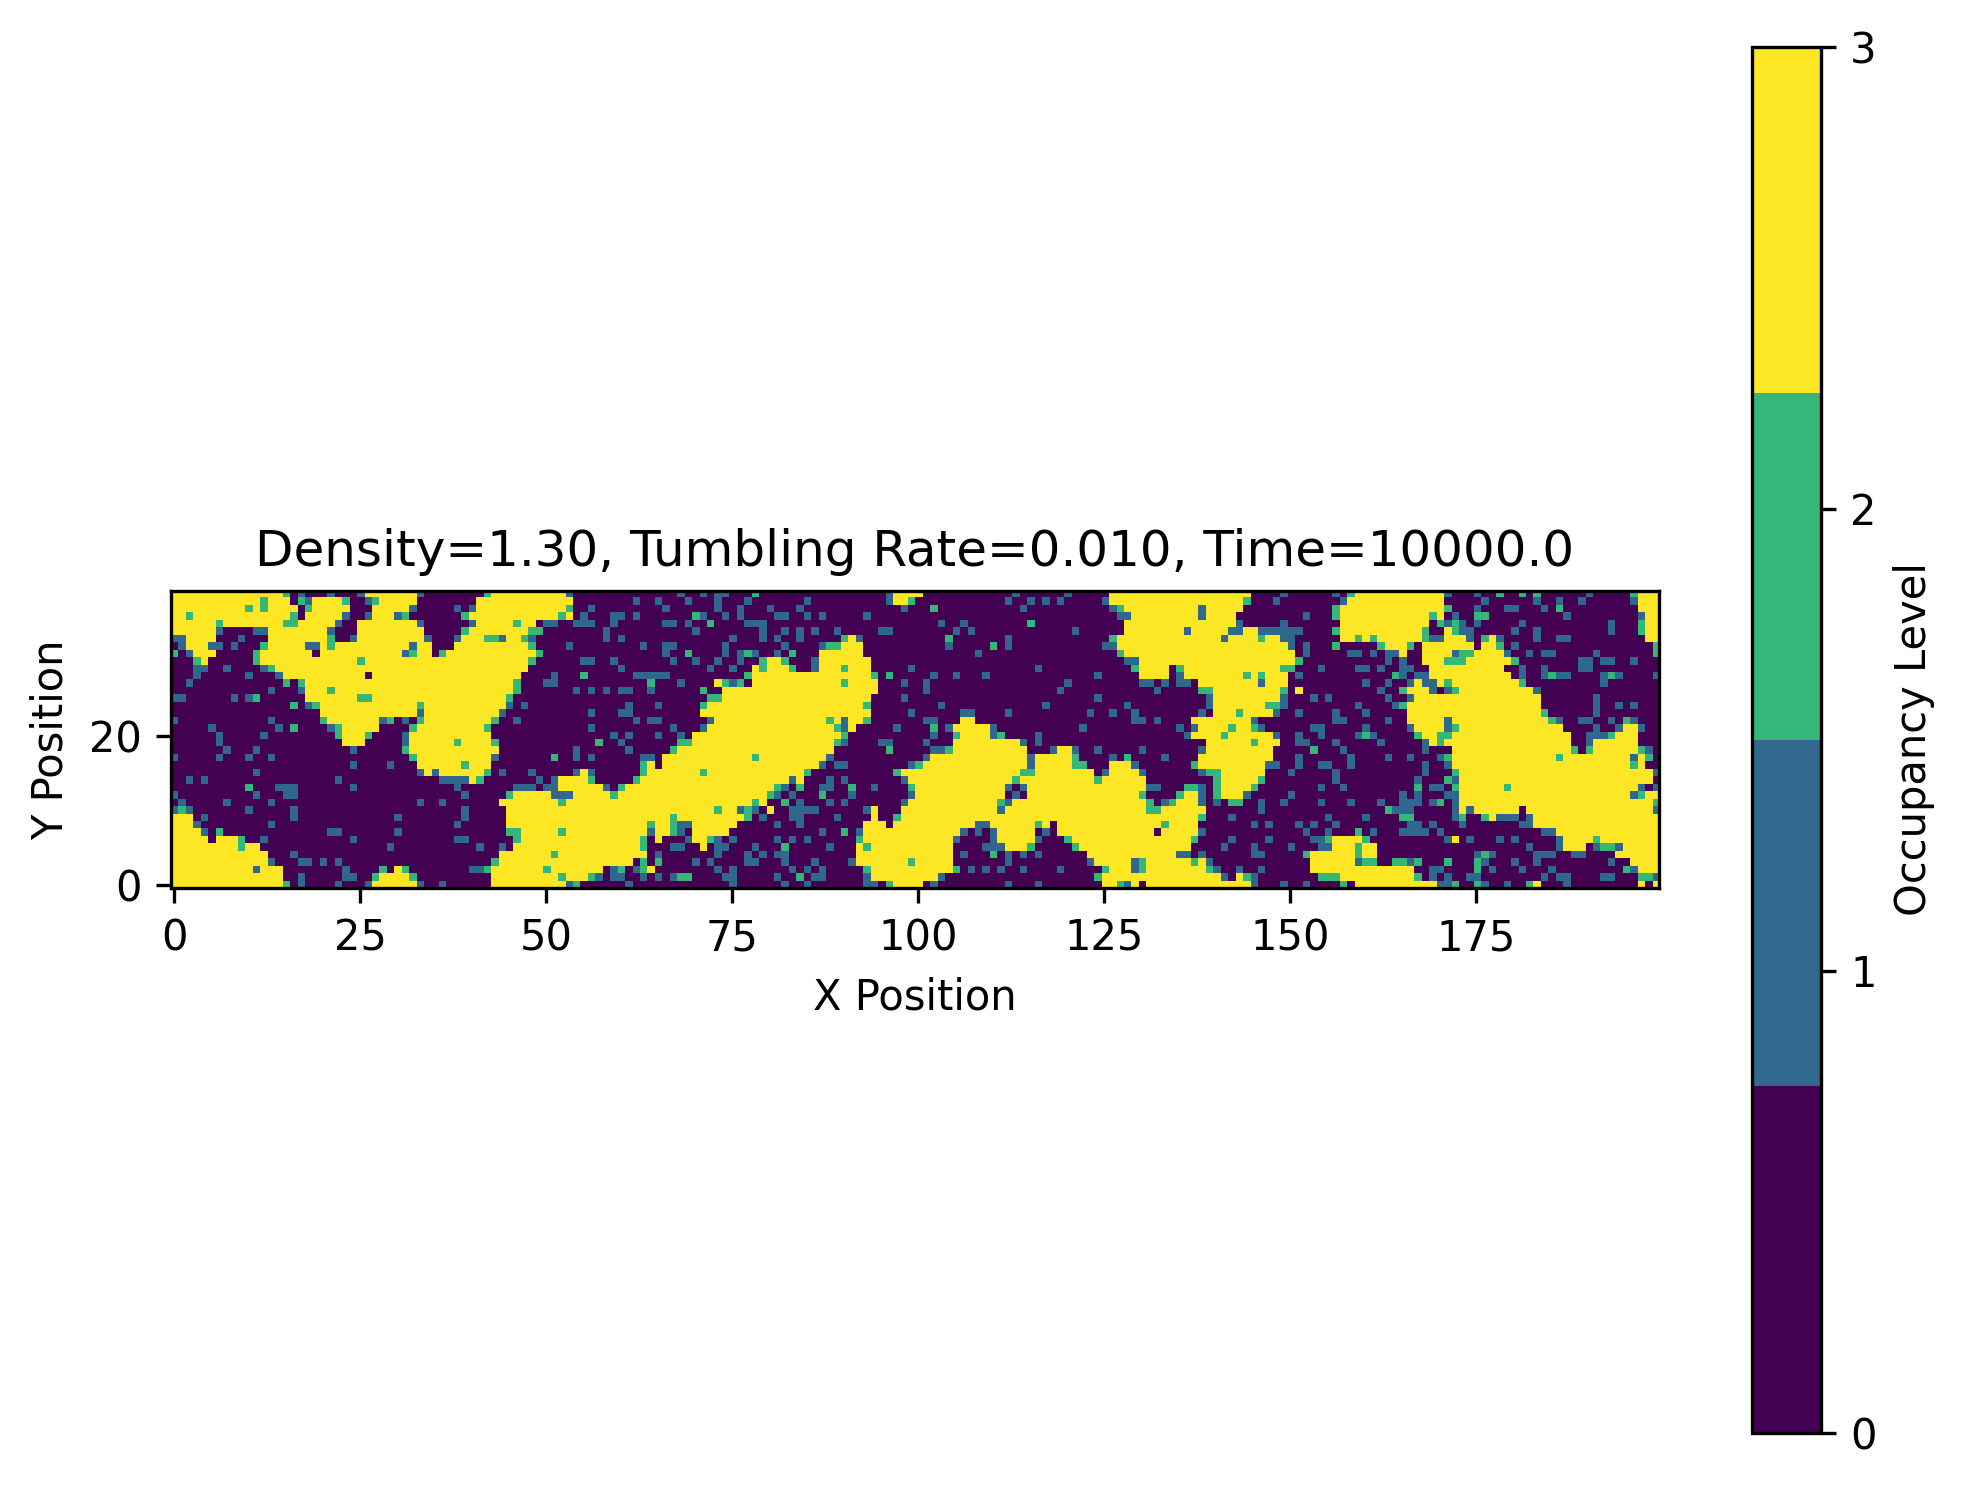 Density=1.30, Tumbling Rate=0.010, Time=10000.0
Y Position
20
0
0 25 50 75 100 125 150 175
X Position
3
2
1
0
Occupancy Level